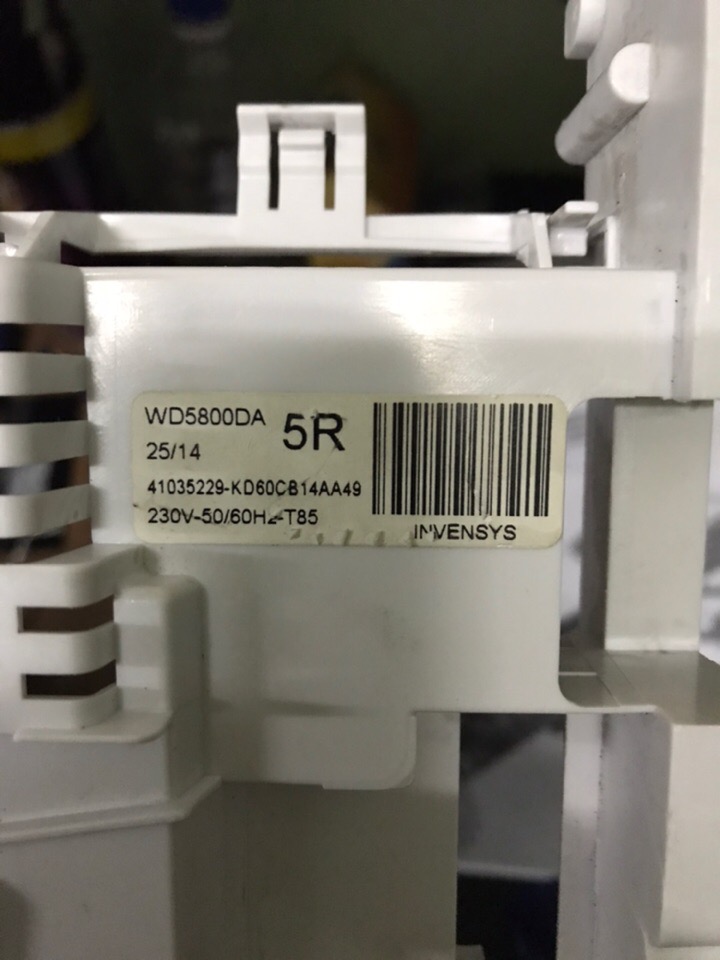 WD5800DA 5R
25/14
41035229-KD60CB14AA49
230V-50/60Hz-T85
INVENSYS